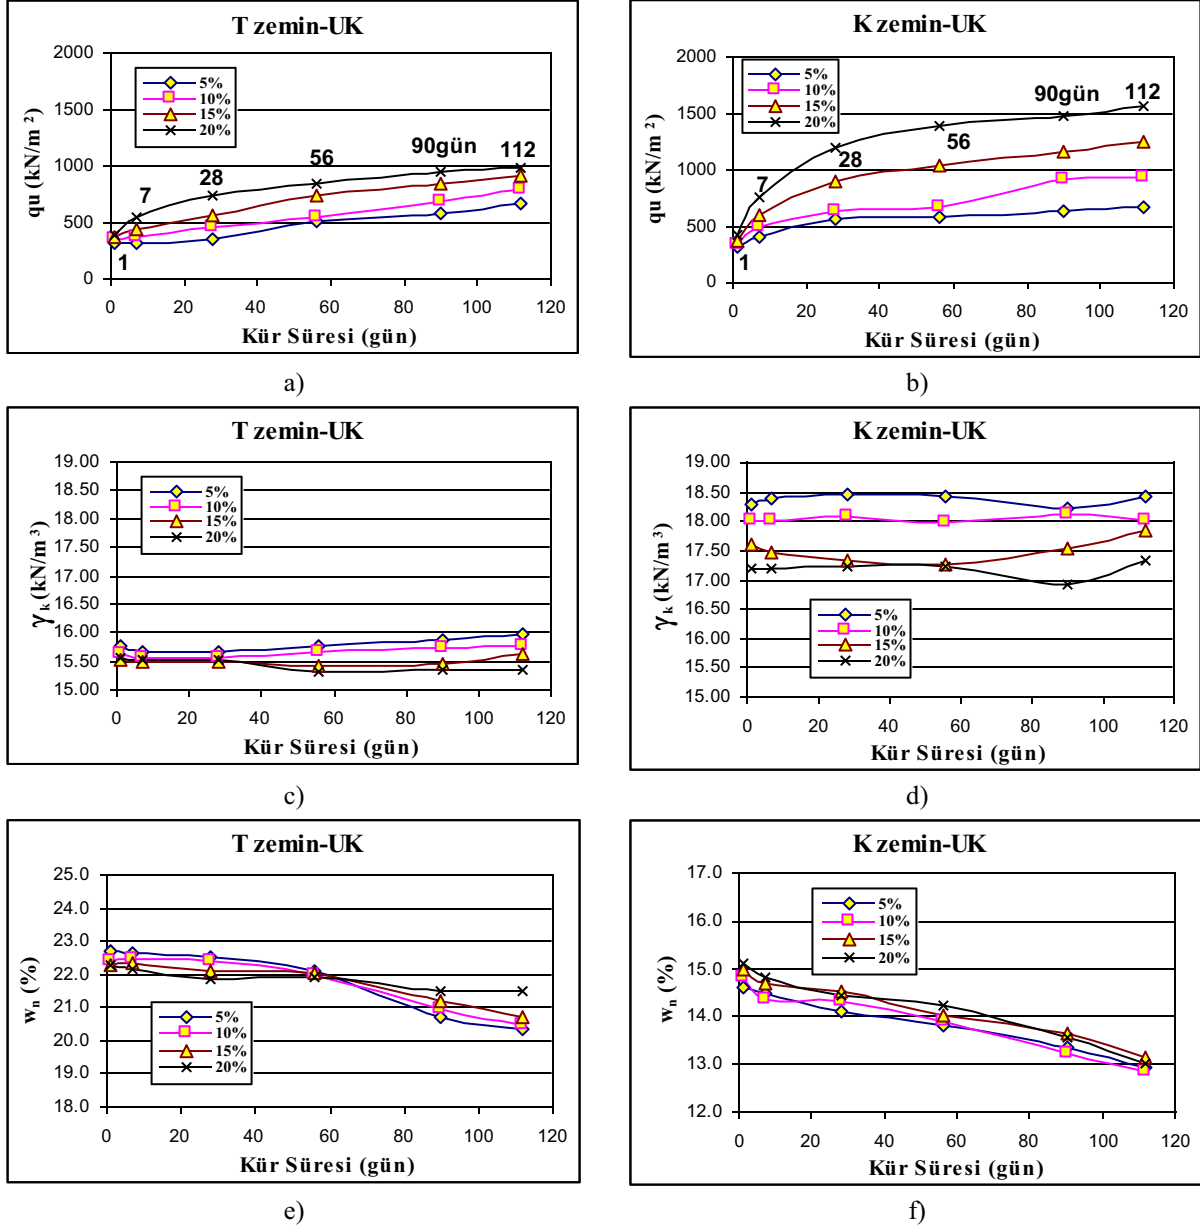 T zemin-UK
2000
1500
1000
500
0
qu (kN/m²)
5%
10%
15%
20%
1
7
28
56
90gün
112
0 20 40 60 80 100 120
Kür Süresi (gün)
a)
K zemin-UK
2000
1500
1000
500
0
qu (kN/m²)
5%
10%
15%
20%
1
7
28
56
90gün
112
0 20 40 60 80 100 120
Kür Süresi (gün)
b)
T zemin-UK
19.00
18.50
18.00
17.50
17.00
16.50
16.00
15.50
15.00
γk (kN/m³)
5%
10%
15%
20%
0 20 40 60 80 100 120
Kür Süresi (gün)
c)
K zemin-UK
19.00
18.50
18.00
17.50
17.00
16.50
16.00
15.50
15.00
γk (kN/m³)
5%
10%
15%
20%
0 20 40 60 80 100 120
Kür Süresi (gün)
d)
T zemin-UK
25.0
24.0
23.0
22.0
21.0
20.0
19.0
18.0
wn (%)
5%
10%
15%
20%
0 20 40 60 80 100 120
Kür Süresi (gün)
e)
K zemin-UK
17.0
16.0
15.0
14.0
13.0
12.0
wn (%)
5%
10%
15%
20%
0 20 40 60 80 100 120
Kür Süresi (gün)
f)